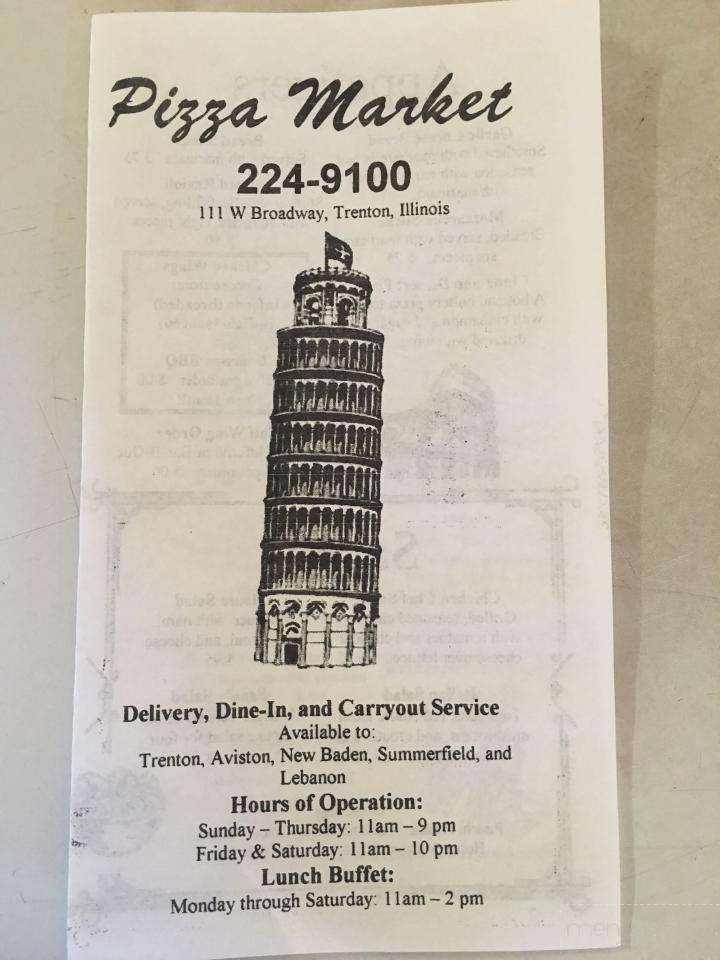 Pizza Market
224-9100
111 W Broadway, Trenton, Illinois
Delivery, Dine-In, and Carryout Service
Available to:
Trenton, Aviston, New Baden, Summerfield, and
Lebanon
Hours of Operation:
Sunday – Thursday: 11am – 9 pm
Friday & Saturday: 11am – 10 pm
Lunch Buffet:
Monday through Saturday: 11am – 2 pm